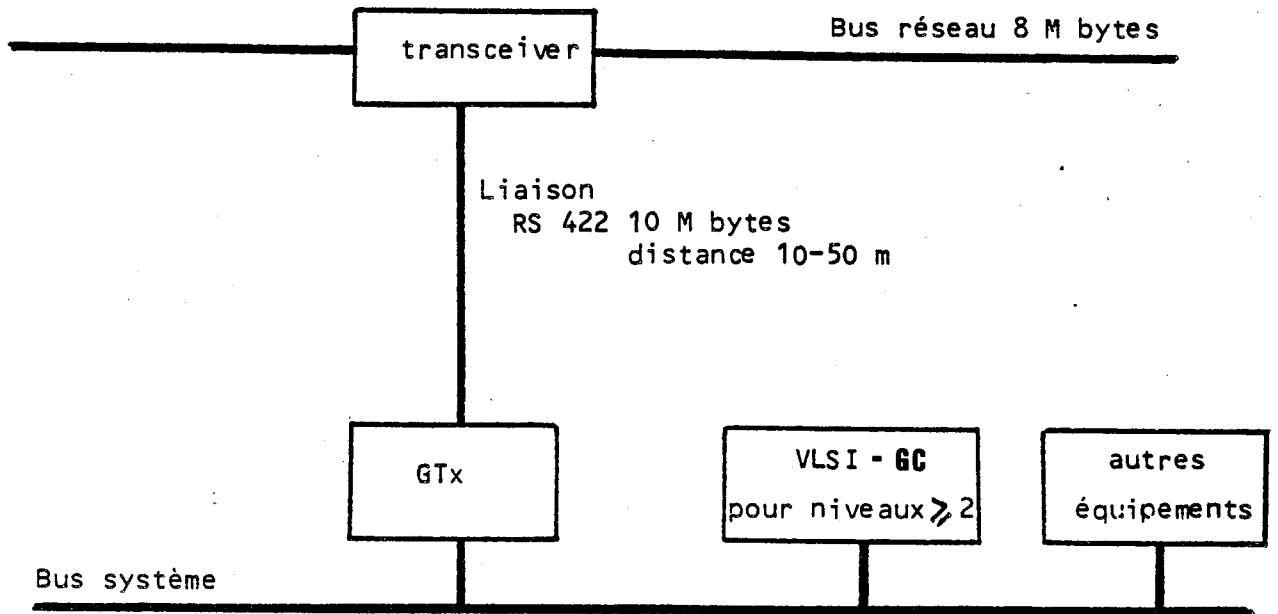 Bus réseau 8 M bytes
transceiver
Liaison
RS 422 10 M bytes
distance 10-50 m
GTx
VLSI - GC
pour niveaux ⩾ 2
autres
équipements
Bus système